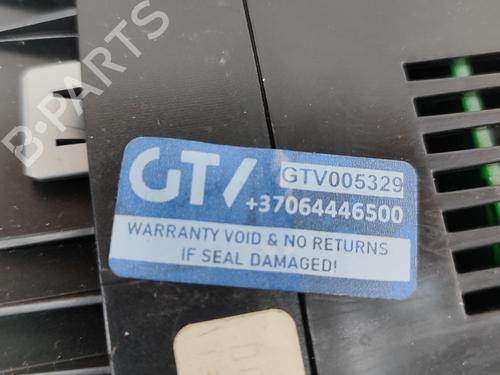 B-PARTS
GTV
GTV005329
+37064446500
WARRANTY VOID & NO RETURNS
IF SEAL DAMAGED!